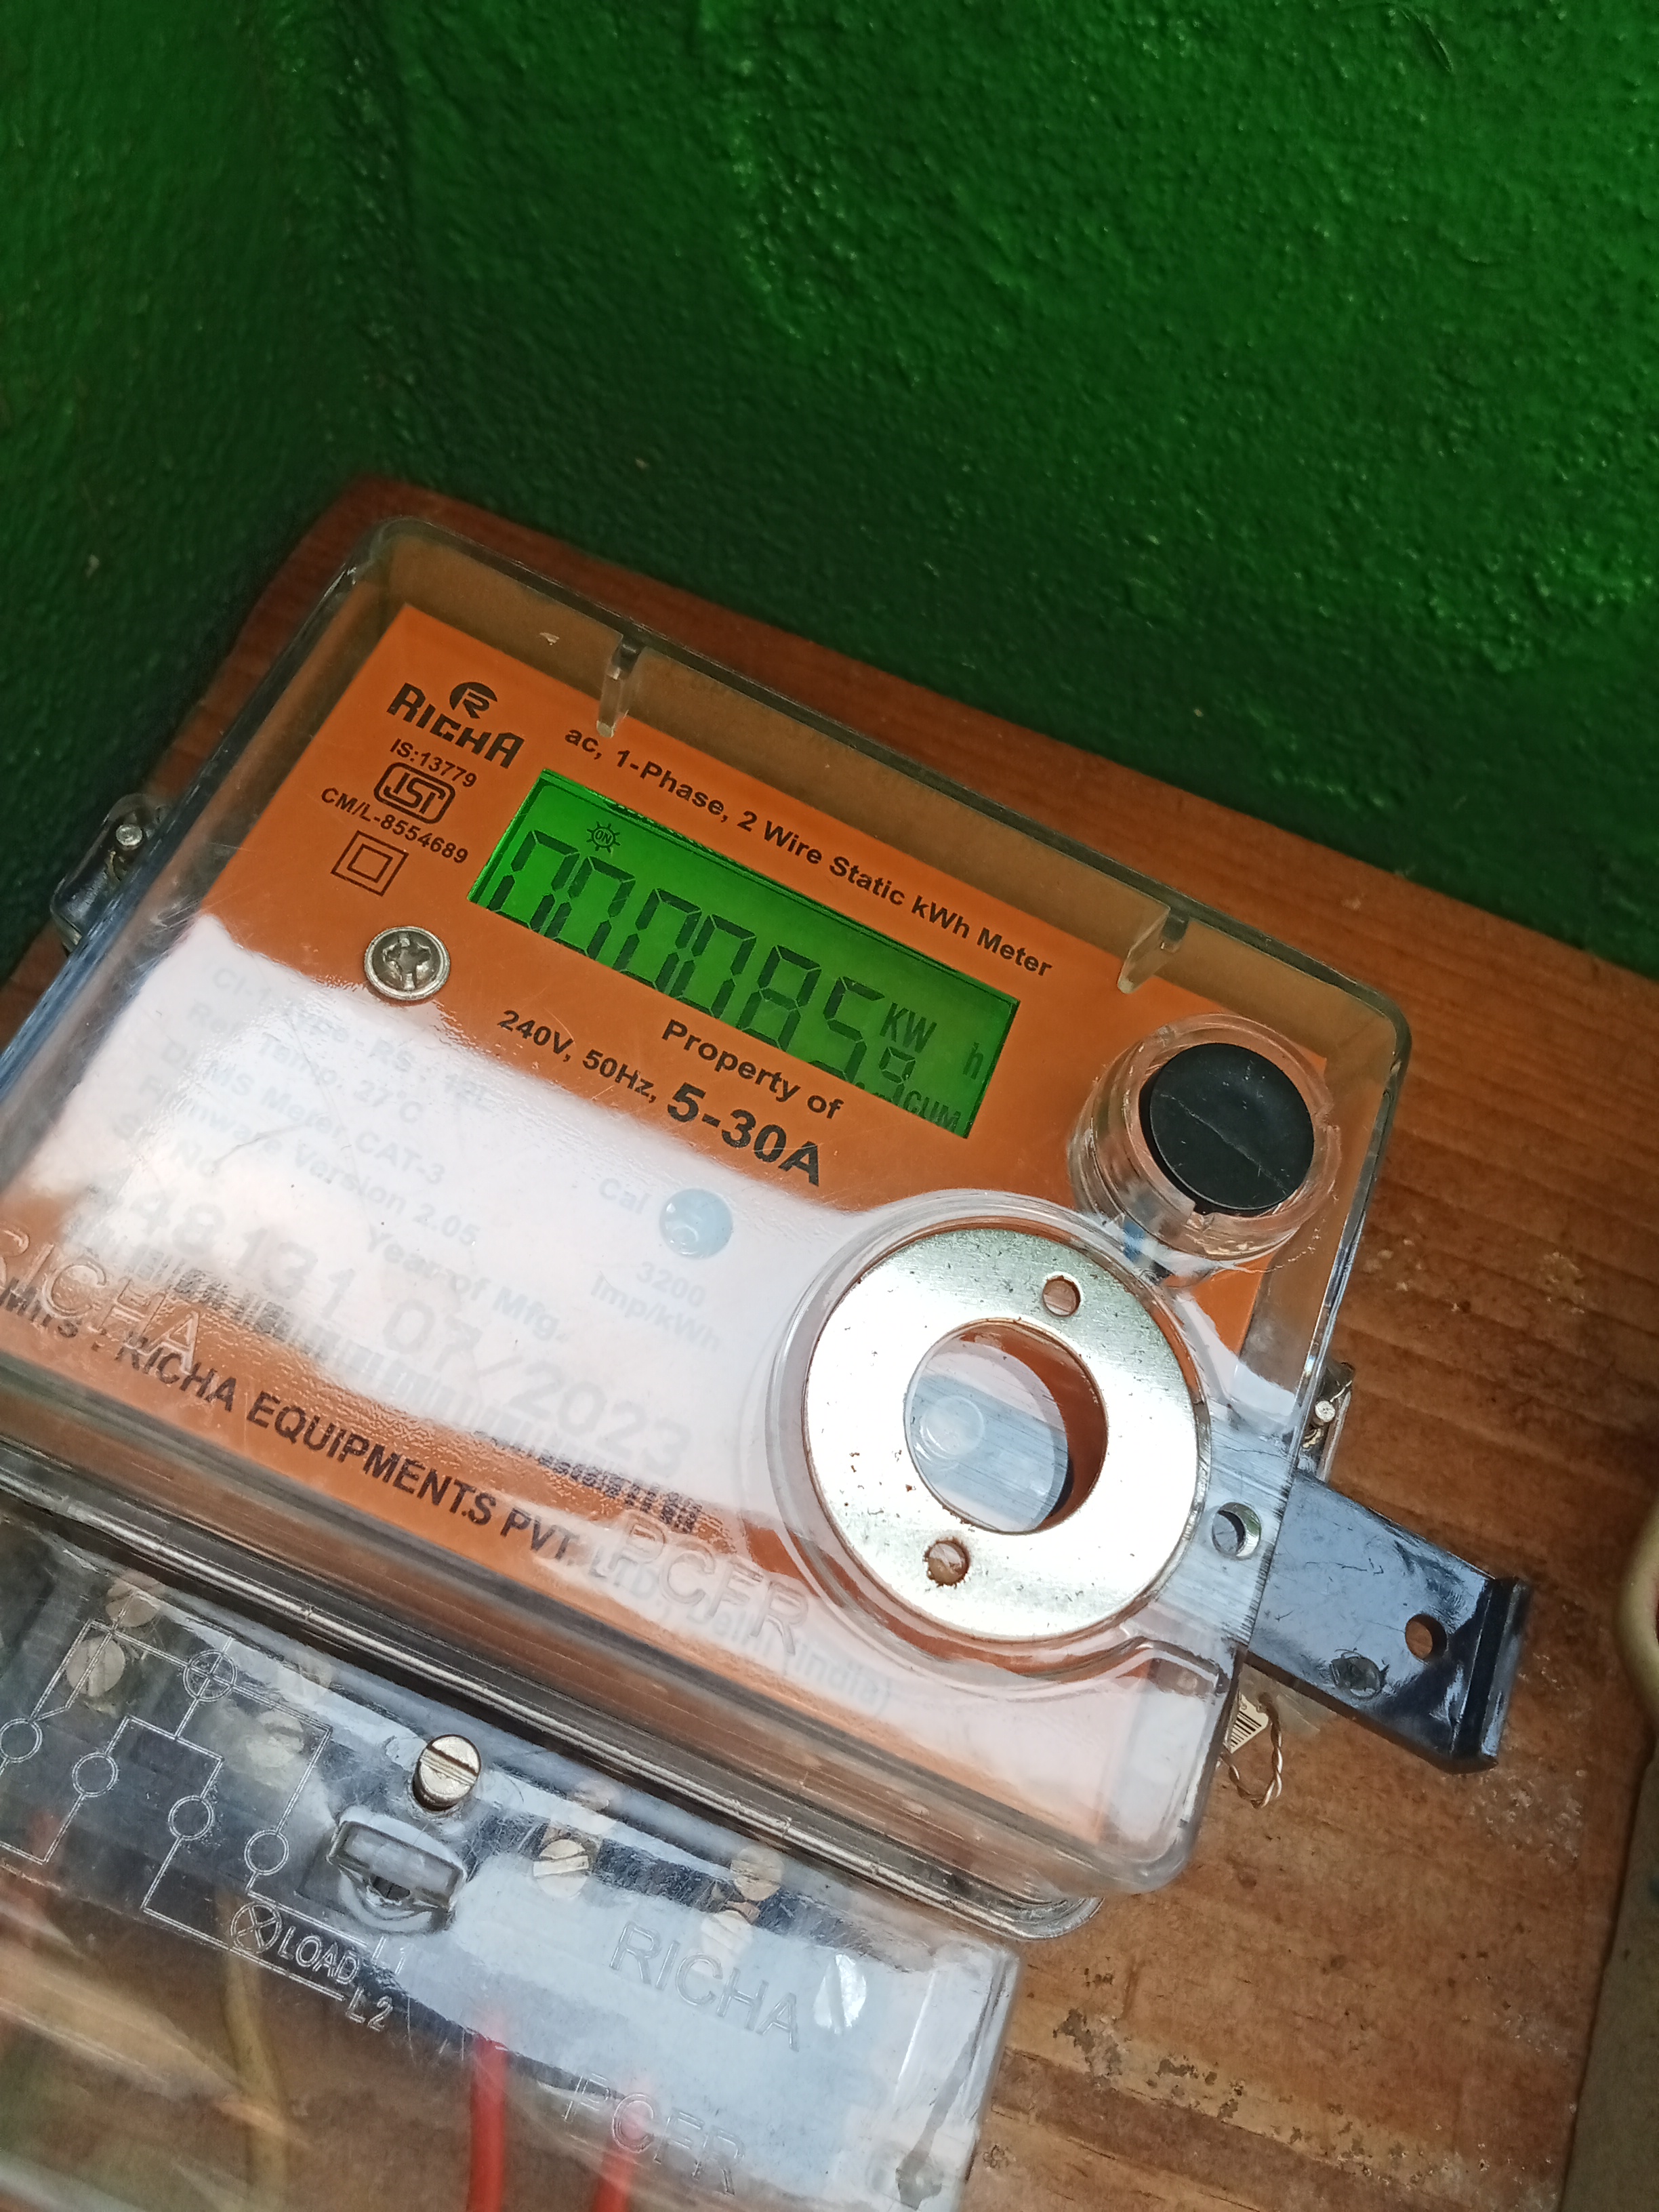 RICHA
IS:13779
ISI
CM/L-8554689
ac, 1-Phase, 2 Wire Static kWh Meter
ON
000085.9 KW h
CUM
Property of
240V, 50Hz, 5-30A
Temp. 27°C
DLMS Meter CAT-3
Firmware Version 2.05
Cal
3200
Imp/kWh
Year of Mfg.
07/2023
RICHA
RICHA EQUIPMENTS PVT. LTD.
PCFR
LOAD
L1
L2
RICHA
PCFR